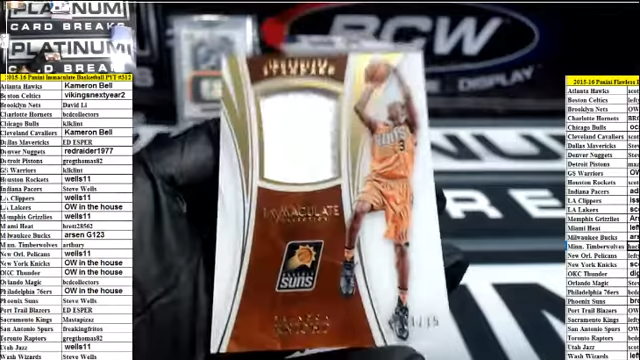 PLATINUM
CARD BREAKS
PLATINUM
CARD BREAKS
BCW
DISPLAY
2015-16 Panini Immaculate Basketball PYT #312
Atlanta Hawks Kameron Bell
Boston Celtics vikingsnextyear2
Brooklyn Nets David Li
Charlotte Hornets bcdcollectors
Chicago Bulls klklint
Cleveland Cavaliers Kameron Bell
Dallas Mavericks ED ESPER
Denver Nuggets redraider1977
Detroit Pistons gregthomas82
GS Warriors klklint
Houston Rockets wells11
Indiana Pacers Steve Wells
LA Clippers wells11
LA Lakers OW in the house
Memphis Grizzlies wells11
Miami Heat brett28562
Milwaukee Bucks arsen G123
Minn. Timberwolves arthury
New Orl. Pelicans wells11
New York Knicks OW in the house
OKC Thunder OW in the house
Orlando Magic bcdcollectors
Philadelphia 76ers OW in the house
Phoenix Suns Steve Wells
Port Trail Blazers ED ESPER
Sacramento Kings Mastapizaz
San Antonio Spurs freakingfritos
Toronto Raptors gregthomas82
Utah Jazz wells11
Wash Wizards Steve Wells
IMMACULATE
COLLECTION
SUNS
3
2015-16 Panini Flawless
Atlanta Hawks
Boston Celtics
Brooklyn Nets
Charlotte Hornets
Chicago Bulls
Cleveland Cavaliers
Dallas Mavericks
Denver Nuggets
Detroit Pistons
GS Warriors
Houston Rockets
Indiana Pacers
LA Clippers
LA Lakers
Memphis Grizzlies
Miami Heat
Milwaukee Bucks
Minn. Timberwolves
New Orl. Pelicans
New York Knicks
OKC Thunder
Orlando Magic
Philadelphia 76ers
Phoenix Suns
Port Trail Blazers
Sacramento Kings
San Antonio Spurs
Toronto Raptors
Utah Jazz
Wash Wizards